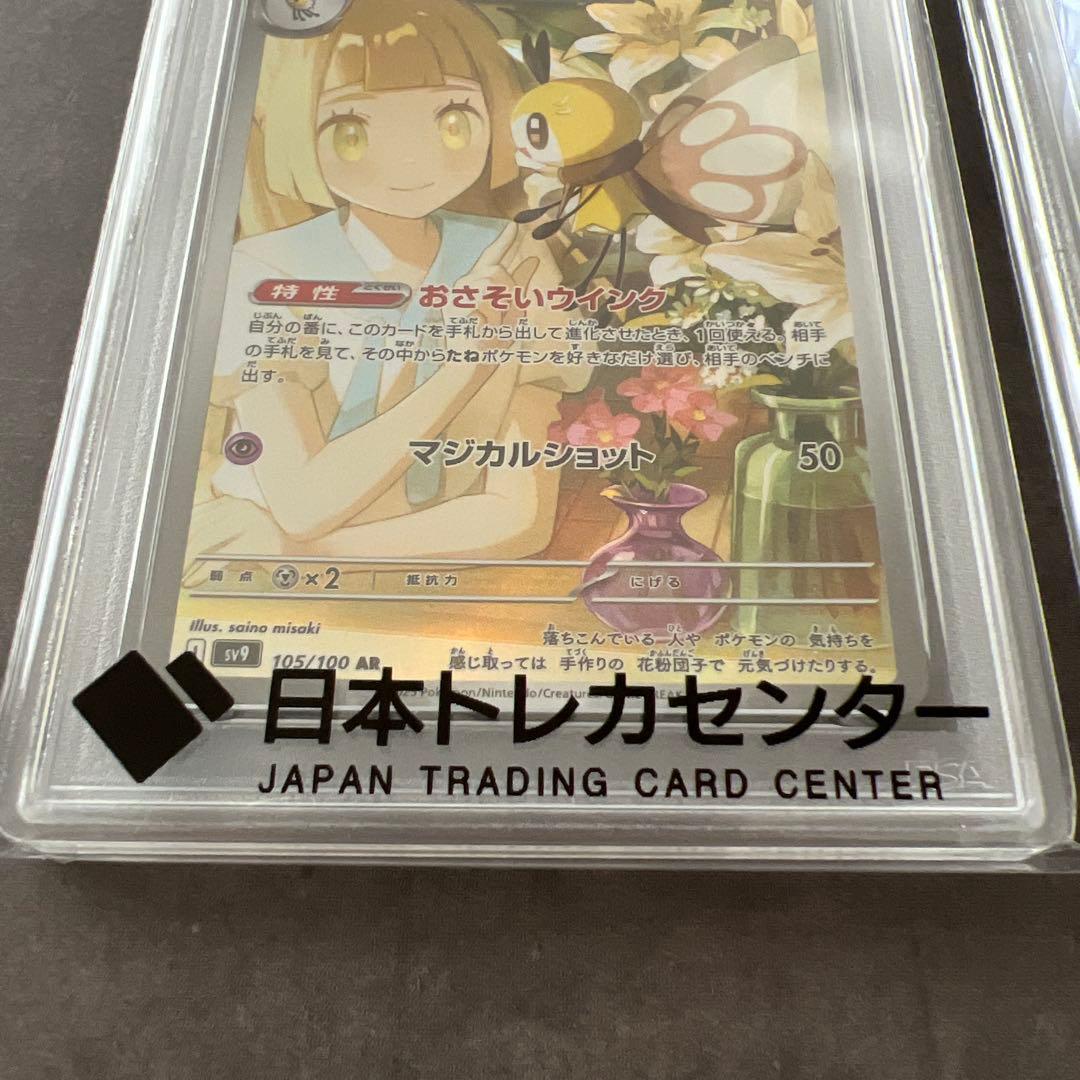 特性 おさそいウインク
自分の番に、このカードを手札から出して進化させたとき、1回使える。相手
の手札を見て、その中からたねポケモンを好きなだけ選び、相手のベンチに
出す。
マジカルショット 50
弱点 ×2 抵抗力 にげる
illus. saino misaki
落ちこんでいる 人や ポケモンの 気持ちを
sv9 105/100 AR 感じ取っては 手作りの 花粉団子で 元気づけたりする。
Pokémon/Nintendo/Creatures
日本トレカセンター
JAPAN TRADING CARD CENTER
PSA